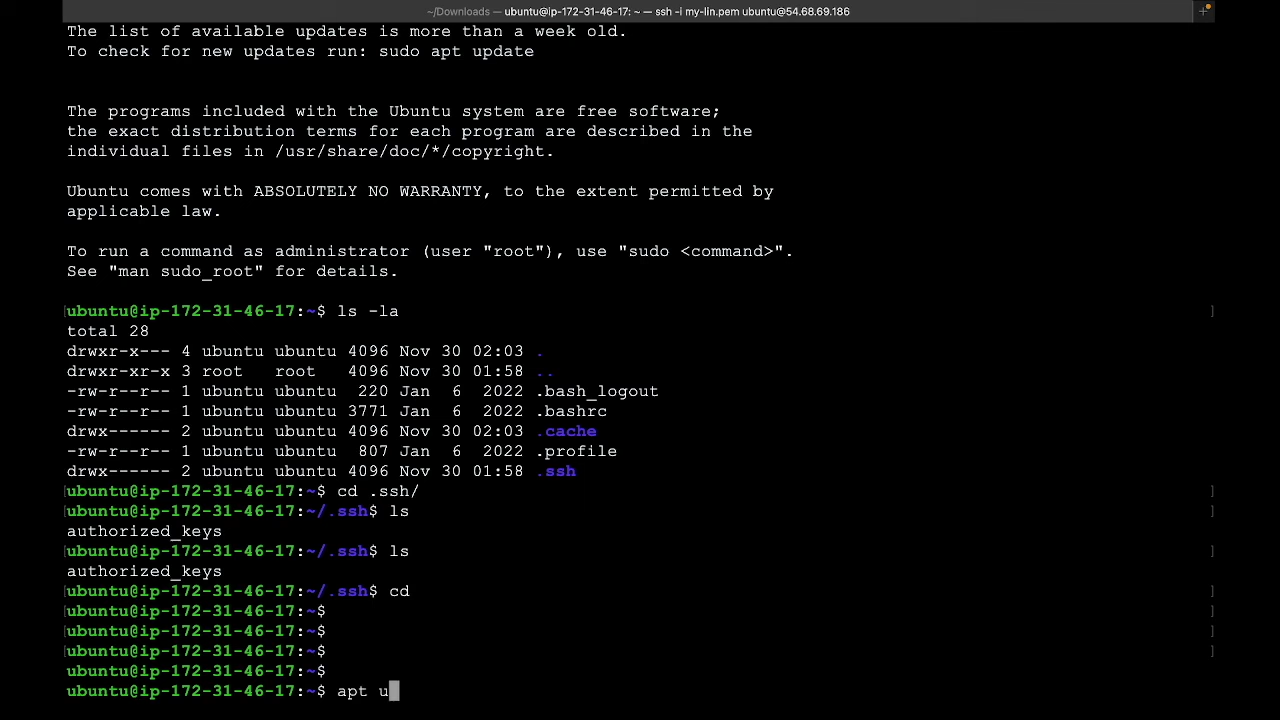 ~/Downloads — ubuntu@ip-172-31-46-17: ~ — ssh -i my-lin.pem ubuntu@54.68.69.186
The list of available updates is more than a week old.
To check for new updates run: sudo apt update
The programs included with the Ubuntu system are free software;
the exact distribution terms for each program are described in the
individual files in /usr/share/doc/*/copyright.
Ubuntu comes with ABSOLUTELY NO WARRANTY, to the extent permitted by
applicable law.
To run a command as administrator (user "root"), use "sudo <command>".
See "man sudo_root" for details.
[ubuntu@ip-172-31-46-17:~$ ls -la ]
total 28
drwxr-x--- 4 ubuntu ubuntu 4096 Nov 30 02:03 .
drwxr-xr-x 3 root   root   4096 Nov 30 01:58 ..
-rw-r--r-- 1 ubuntu ubuntu  220 Jan  6  2022 .bash_logout
-rw-r--r-- 1 ubuntu ubuntu 3771 Jan  6  2022 .bashrc
drwx------ 2 ubuntu ubuntu 4096 Nov 30 02:03 .cache
-rw-r--r-- 1 ubuntu ubuntu  807 Jan  6  2022 .profile
drwx------ 2 ubuntu ubuntu 4096 Nov 30 01:58 .ssh
[ubuntu@ip-172-31-46-17:~$ cd .ssh/ ]
[ubuntu@ip-172-31-46-17:~/.ssh$ ls ]
authorized_keys
[ubuntu@ip-172-31-46-17:~/.ssh$ ls ]
authorized_keys
[ubuntu@ip-172-31-46-17:~/.ssh$ cd ]
[ubuntu@ip-172-31-46-17:~$ ]
[ubuntu@ip-172-31-46-17:~$ ]
[ubuntu@ip-172-31-46-17:~$ ]
ubuntu@ip-172-31-46-17:~$
ubuntu@ip-172-31-46-17:~$ apt u